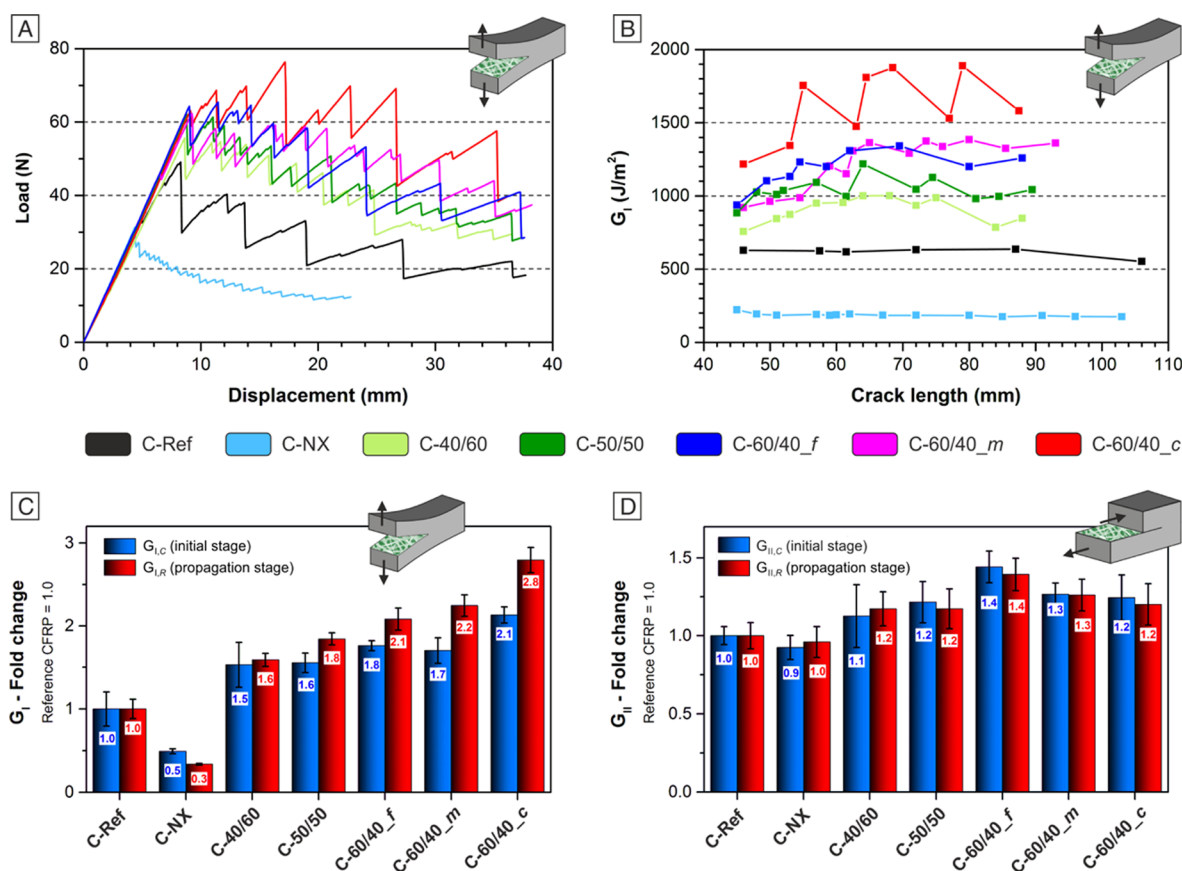 A
80
60
40
20
0
Load (N)
0 10 20 30 40
Displacement (mm)
B
2000
1500
1000
500
0
G_I (J/m²)
40 50 60 70 80 90 100 110
Crack length (mm)
C-Ref C-NX C-40/60 C-50/50 C-60/40_f C-60/40_m C-60/40_c
C
G_I,C (initial stage)
G_I,R (propagation stage)
3
2
1
0
G_I - Fold change
Reference CFRP = 1.0
1.0 1.0 0.5 0.3 1.5 1.6 1.6 1.8 1.8 2.1 1.7 2.2 2.1 2.8
C-Ref C-NX C-40/60 C-50/50 C-60/40_f C-60/40_m C-60/40_c
D
G_II,C (initial stage)
G_II,R (propagation stage)
1.5
1.0
0.5
0.0
G_II - Fold change
Reference CFRP = 1.0
1.0 1.0 0.9 1.0 1.1 1.2 1.2 1.2 1.4 1.4 1.3 1.3 1.2 1.2
C-Ref C-NX C-40/60 C-50/50 C-60/40_f C-60/40_m C-60/40_c